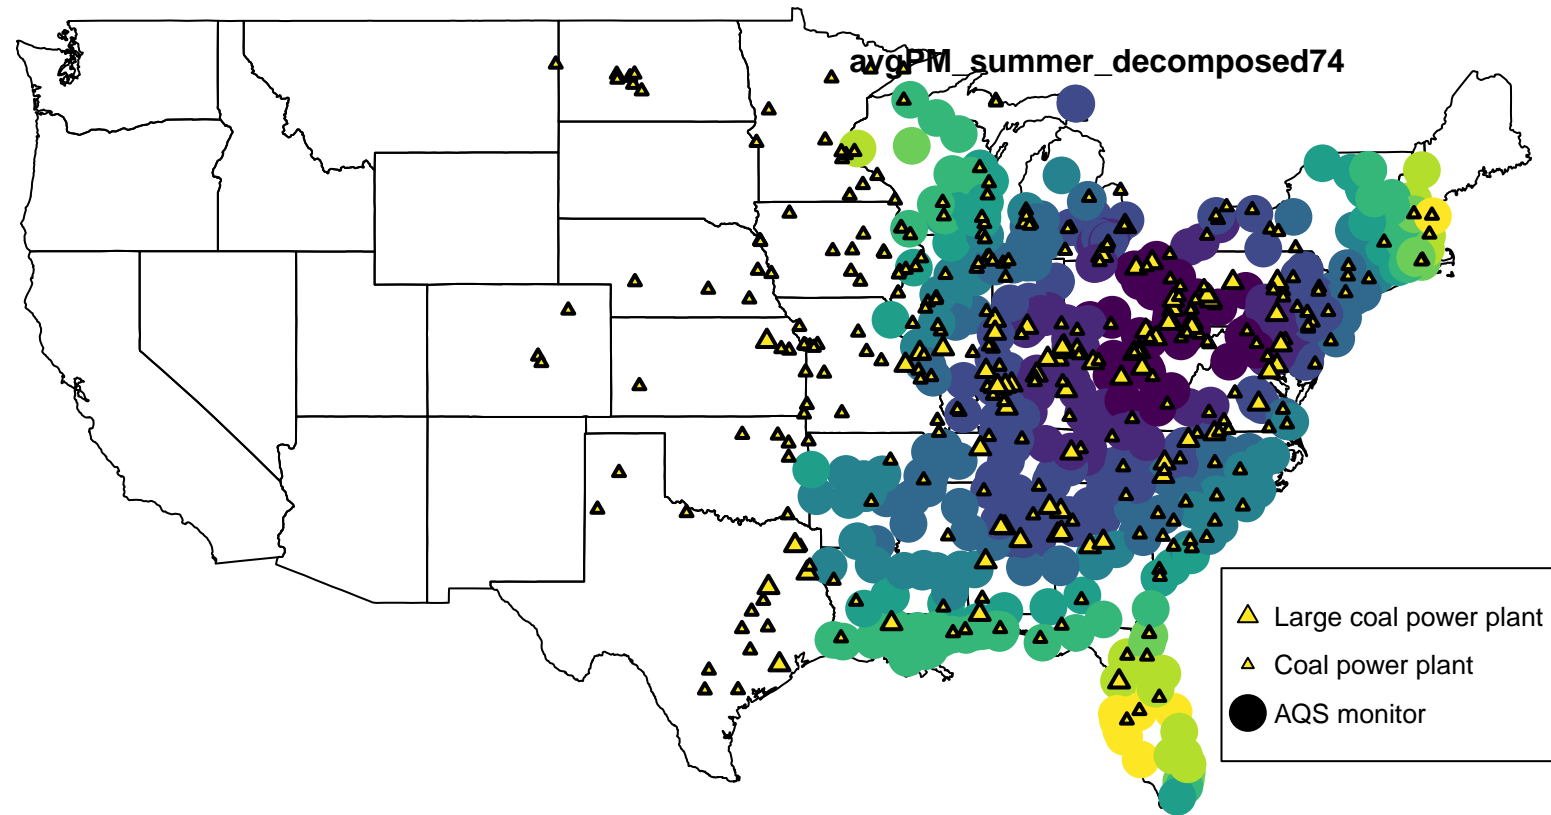 avgPM_summer_decomposed74
Large coal power plant
Coal power plant
AQS monitor